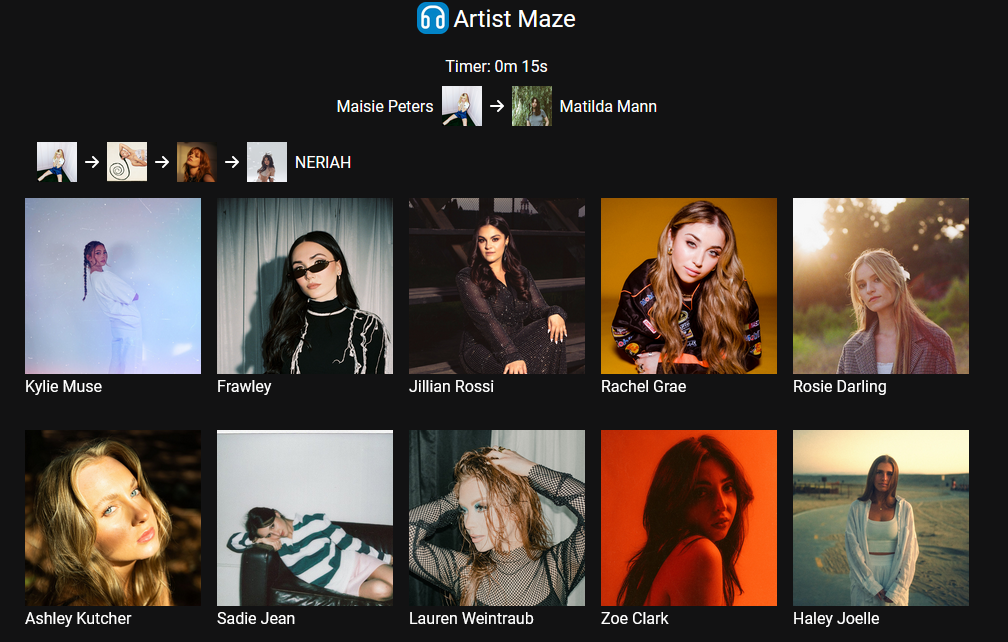 Artist Maze
Timer: 0m 15s
Maisie Peters → Matilda Mann
→ → → NERIAH
Kylie Muse
Frawley
Jillian Rossi
Rachel Grae
Rosie Darling
Ashley Kutcher
Sadie Jean
Lauren Weintraub
Zoe Clark
Haley Joelle